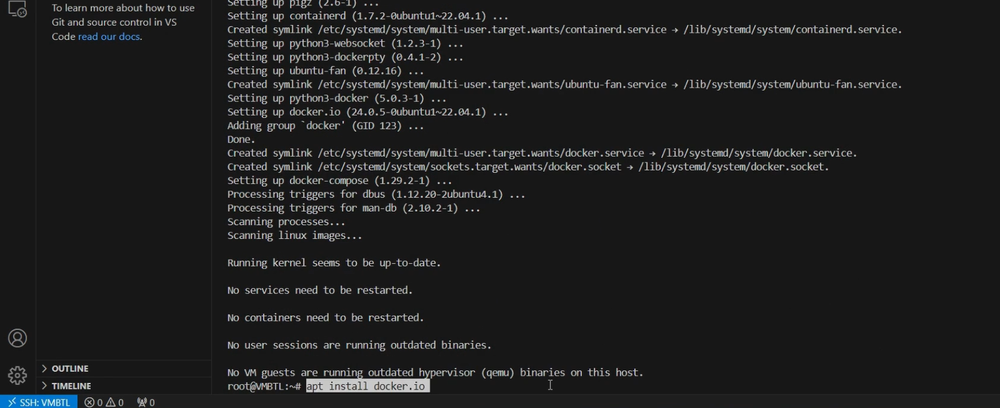 To learn more about how to use
Git and source control in VS
Code read our docs.
OUTLINE
TIMELINE
Setting up pigz (2.6-1) ...
Setting up containerd (1.7.2-0ubuntu1~22.04.1) ...
Created symlink /etc/systemd/system/multi-user.target.wants/containerd.service → /lib/systemd/system/containerd.service.
Setting up python3-websocket (1.2.3-1) ...
Setting up python3-dockerpty (0.4.1-2) ...
Setting up ubuntu-fan (0.12.16) ...
Created symlink /etc/systemd/system/multi-user.target.wants/ubuntu-fan.service → /lib/systemd/system/ubuntu-fan.service.
Setting up python3-docker (5.0.3-1) ...
Setting up docker.io (24.0.5-0ubuntu1~22.04.1) ...
Adding group `docker' (GID 123) ...
Done.
Created symlink /etc/systemd/system/multi-user.target.wants/docker.service → /lib/systemd/system/docker.service.
Created symlink /etc/systemd/system/sockets.target.wants/docker.socket → /lib/systemd/system/docker.socket.
Setting up docker-compose (1.29.2-1) ...
Processing triggers for dbus (1.12.20-2ubuntu4.1) ...
Processing triggers for man-db (2.10.2-1) ...
Scanning processes...
Scanning linux images...
Running kernel seems to be up-to-date.
No services need to be restarted.
No containers need to be restarted.
No user sessions are running outdated binaries.
No VM guests are running outdated hypervisor (qemu) binaries on this host.
root@VMBTL:~# apt install docker.io
SSH: VMBTL 0 0 0